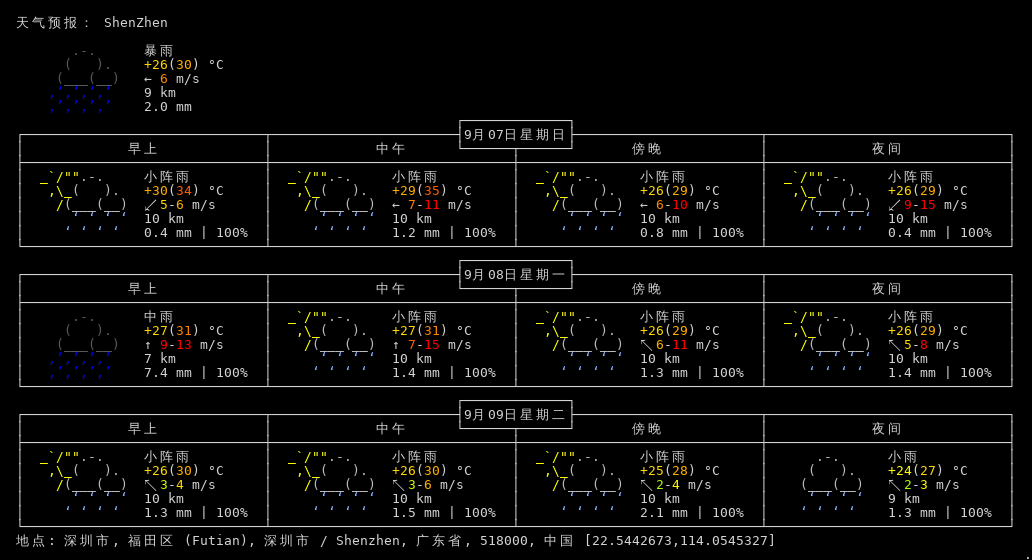 天气预报： ShenZhen
暴雨
+26(30) °C
← 6 m/s
9 km
2.0 mm
9月07日星期日
早上 中午 傍晚 夜间
小阵雨 小阵雨 小阵雨 小阵雨
+30(34) °C +29(35) °C +26(29) °C +26(29) °C
↙ 5-6 m/s ← 7-11 m/s ← 6-10 m/s ↙ 9-15 m/s
10 km 10 km 10 km 10 km
0.4 mm | 100% 1.2 mm | 100% 0.8 mm | 100% 0.4 mm | 100%
9月08日星期一
早上 中午 傍晚 夜间
中雨 小阵雨 小阵雨 小阵雨
+27(31) °C +27(31) °C +26(29) °C +26(29) °C
↑ 9-13 m/s ↑ 7-15 m/s ↖ 6-11 m/s ↖ 5-8 m/s
7 km 10 km 10 km 10 km
7.4 mm | 100% 1.4 mm | 100% 1.3 mm | 100% 1.4 mm | 100%
9月09日星期二
早上 中午 傍晚 夜间
小阵雨 小阵雨 小阵雨 小雨
+26(30) °C +26(30) °C +25(28) °C +24(27) °C
↖ 3-4 m/s ↖ 3-6 m/s ↖ 2-4 m/s ↖ 2-3 m/s
10 km 10 km 10 km 9 km
1.3 mm | 100% 1.5 mm | 100% 2.1 mm | 100% 1.3 mm | 100%
地点: 深圳市, 福田区 (Futian), 深圳市 / Shenzhen, 广东省, 518000, 中国 [22.5442673,114.0545327]